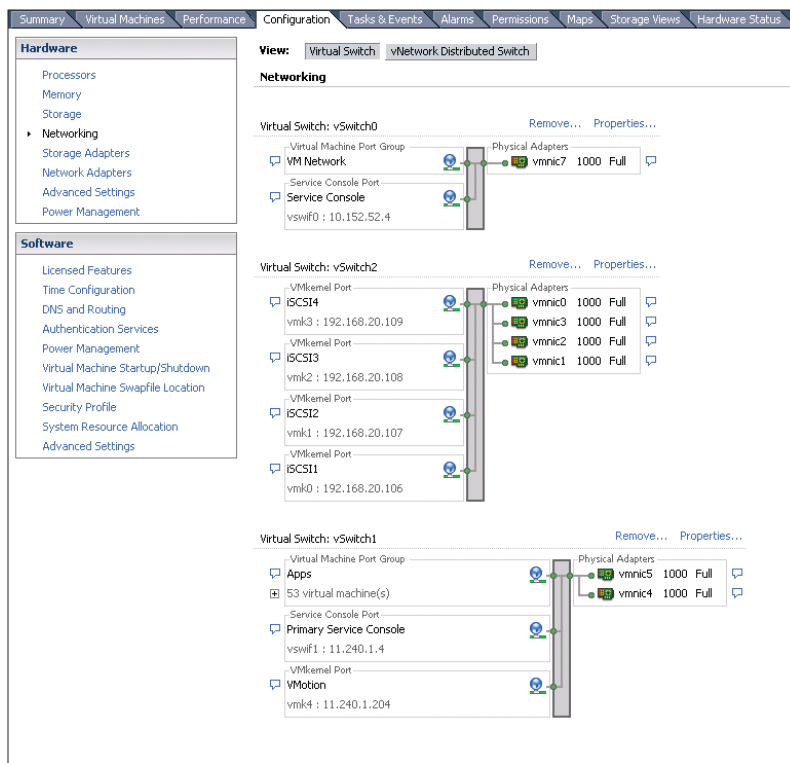 Summary Virtual Machines Performance Configuration Tasks & Events Alarms Permissions Maps Storage Views Hardware Status
Hardware
Processors
Memory
Storage
Networking
Storage Adapters
Network Adapters
Advanced Settings
Power Management
Software
Licensed Features
Time Configuration
DNS and Routing
Authentication Services
Power Management
Virtual Machine Startup/Shutdown
Virtual Machine Swapfile Location
Security Profile
System Resource Allocation
Advanced Settings
View: Virtual Switch vNetwork Distributed Switch
Networking
Virtual Switch: vSwitch0 Remove... Properties...
Virtual Machine Port Group Physical Adapters
VM Network vmnic7 1000 Full
Service Console Port
Service Console
vswif0 : 10.152.52.4
Virtual Switch: vSwitch2 Remove... Properties...
VMkernel Port Physical Adapters
iSCSI4 vmnic0 1000 Full
vmk3 : 192.168.20.109 vmnic3 1000 Full
VMkernel Port vmnic2 1000 Full
iSCSI3 vmnic1 1000 Full
vmk2 : 192.168.20.108
VMkernel Port
iSCSI2
vmk1 : 192.168.20.107
VMkernel Port
iSCSI1
vmk0 : 192.168.20.106
Virtual Switch: vSwitch1 Remove... Properties...
Virtual Machine Port Group Physical Adapters
Apps vmnic5 1000 Full
53 virtual machine(s) vmnic4 1000 Full
Service Console Port
Primary Service Console
vswif1 : 11.240.1.4
VMkernel Port
VMotion
vmk4 : 11.240.1.204